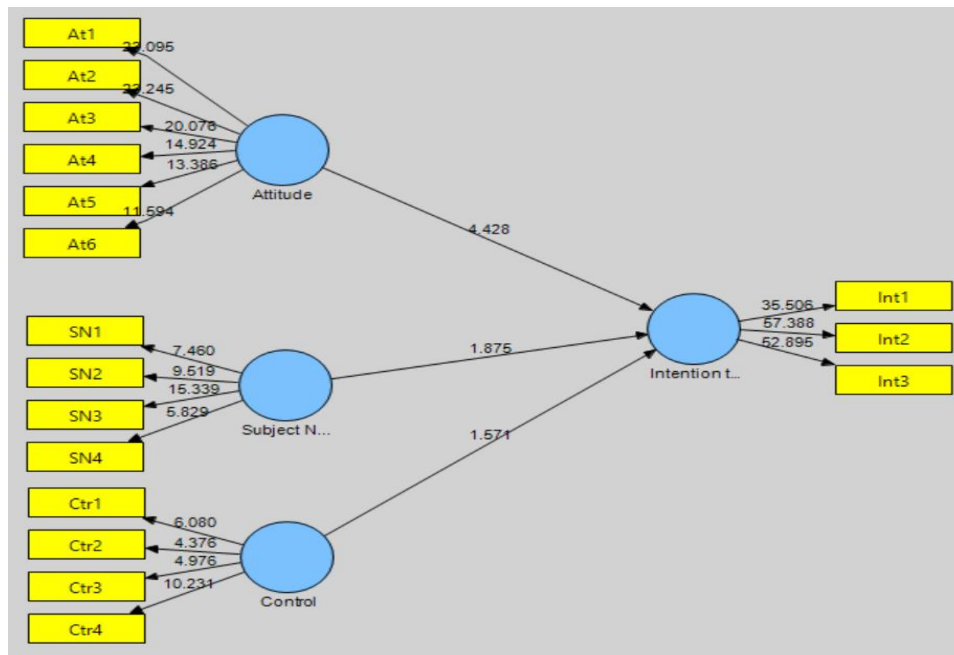 At1
At2
At3
At4
At5
At6
20.078
14.924
13.386
11.594
Attitude
4.428
SN1
SN2
SN3
SN4
7.460
9.519
15.339
5.829
Subject N...
1.875
Intention t...
35.506
57.388
52.895
Int1
Int2
Int3
Ctr1
Ctr2
Ctr3
Ctr4
6.080
4.376
4.976
10.231
Control
1.571